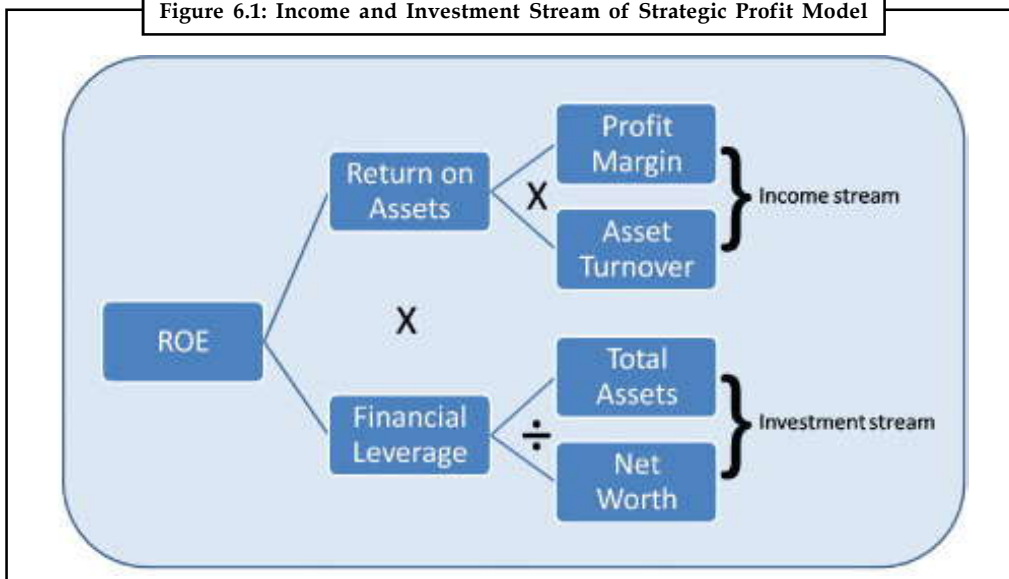 Figure 6.1: Income and Investment Stream of Strategic Profit Model
Profit
Margin
Return on
Assets
X
Income stream
Asset
Turnover
ROE
X
Total
Assets
Financial
Leverage
÷
Investment stream
Net
Worth